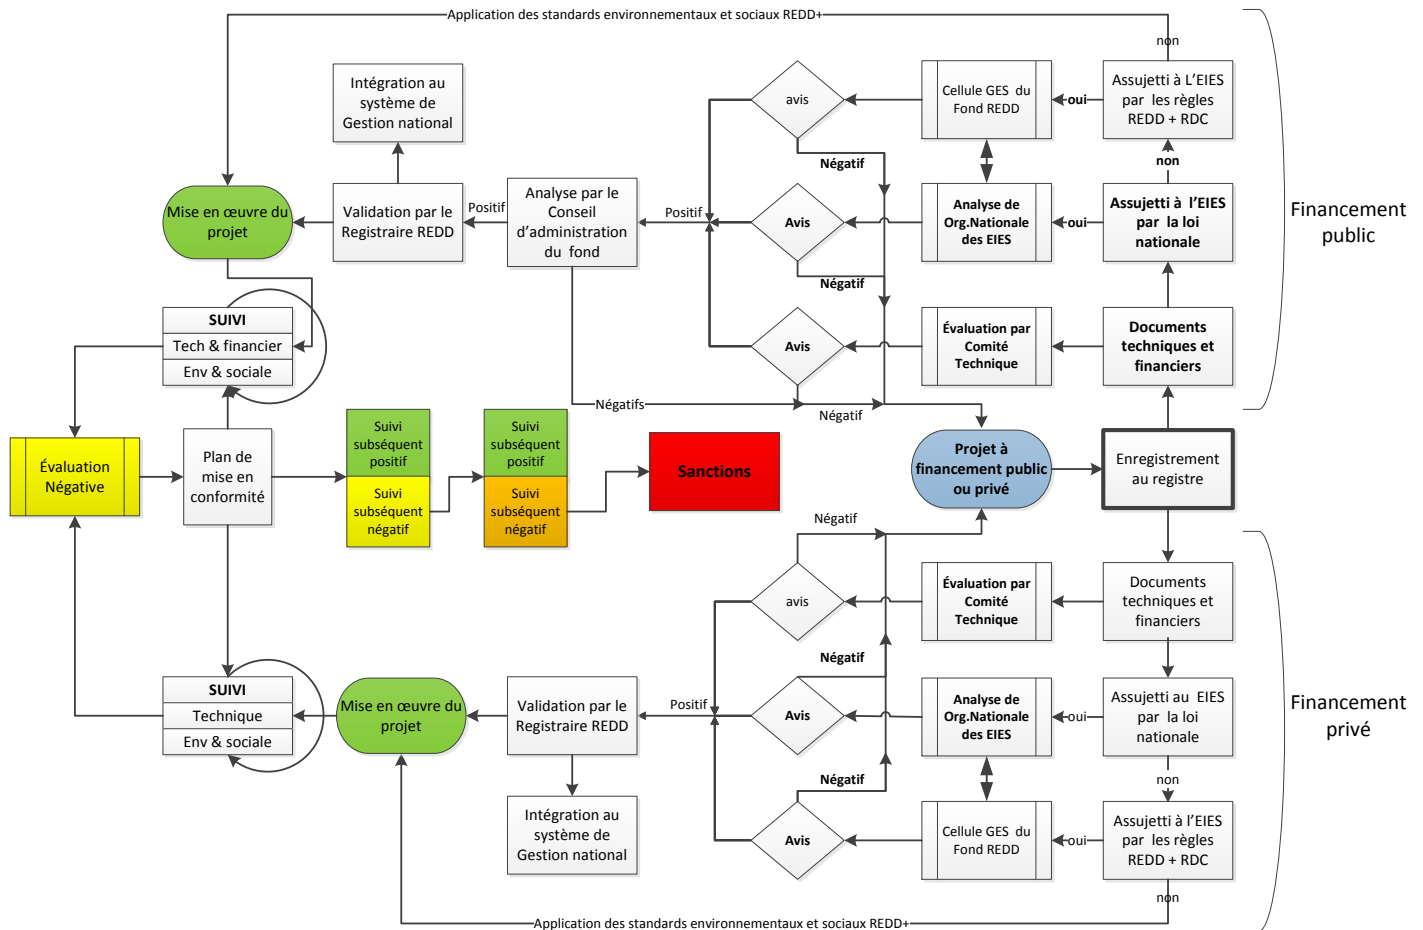 Application des standards environnementaux et sociaux REDD+
non
Intégration au
système de
Gestion national
avis
Cellule GES du
Fond REDD
oui
Assujetti à L'EIES
par les règles
REDD + RDC
Négatif
non
Mise en œuvre du
projet
Validation par le
Registraire REDD
Positif
Analyse par le
Conseil
d'administration
du fond
Positif
Avis
Analyse de
Org.Nationale
des EIES
oui
Assujetti à l'EIES
par la loi
nationale
Financement
public
Négatif
SUIVI
Tech & financier
Env & sociale
Avis
Évaluation par
Comité
Technique
Documents
techniques et
financiers
Négatifs
Négatif
Évaluation
Négative
Plan de
mise en
conformité
Suivi
subséquent
positif
Suivi
subséquent
négatif
Suivi
subséquent
positif
Suivi
subséquent
négatif
Sanctions
Projet à
financement public
ou privé
Enregistrement
au registre
Négatif
avis
Évaluation par
Comité
Technique
Documents
techniques et
financiers
Négatif
SUIVI
Technique
Env & sociale
Mise en œuvre du
projet
Validation par le
Registraire REDD
Positif
Avis
Analyse de
Org.Nationale
des EIES
oui
Assujetti au EIES
par la loi
nationale
Financement
privé
Négatif
non
Intégration au
système de
Gestion national
Avis
Cellule GES du
Fond REDD
oui
Assujetti à l'EIES
par les règles
REDD + RDC
non
Application des standards environnementaux et sociaux REDD+